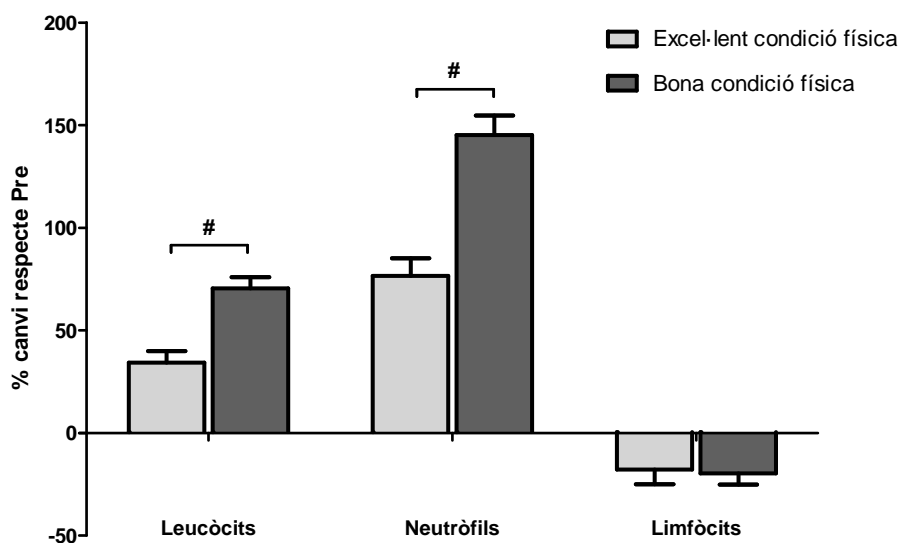 Excel·lent condició física
Bona condició física
% canvi respecte Pre
200
150
100
50
0
-50
#
#
Leucòcits
Neutròfils
Limfòcits